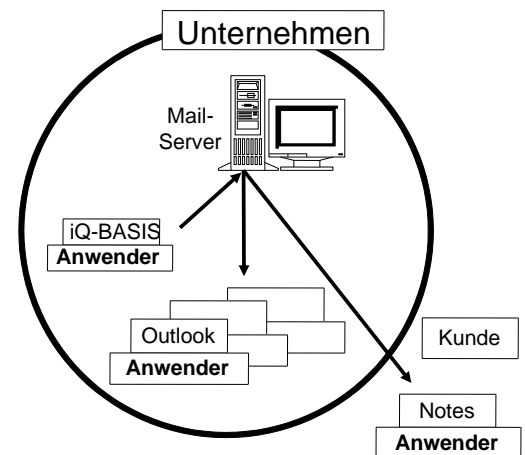 Unternehmen
Mail-
Server
iQ-BASIS
Anwender
Outlook
Anwender
Kunde
Notes
Anwender